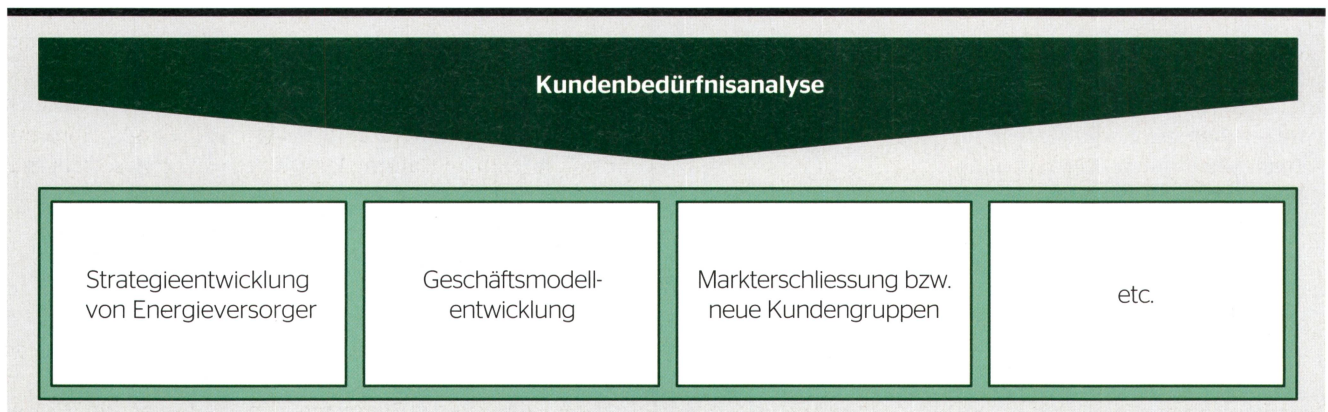 Kundenbedürfnisanalyse
Strategieentwicklung
von Energieversorger
Geschäftsmodell-
entwicklung
Markterschliessung bzw.
neue Kundengruppen
etc.